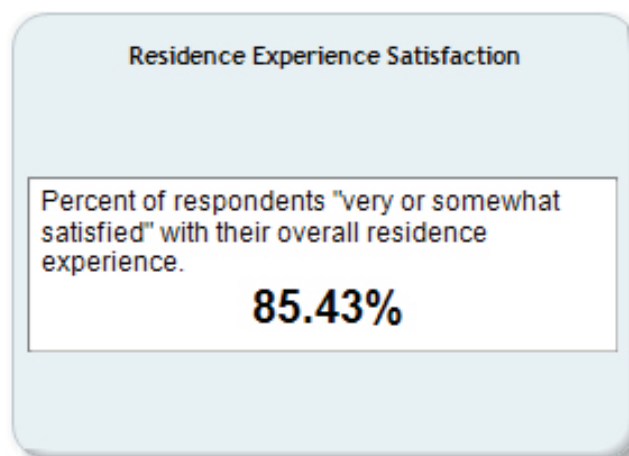 Residence Experience Satisfaction
Percent of respondents "very or somewhat
satisfied" with their overall residence
experience.
85.43%